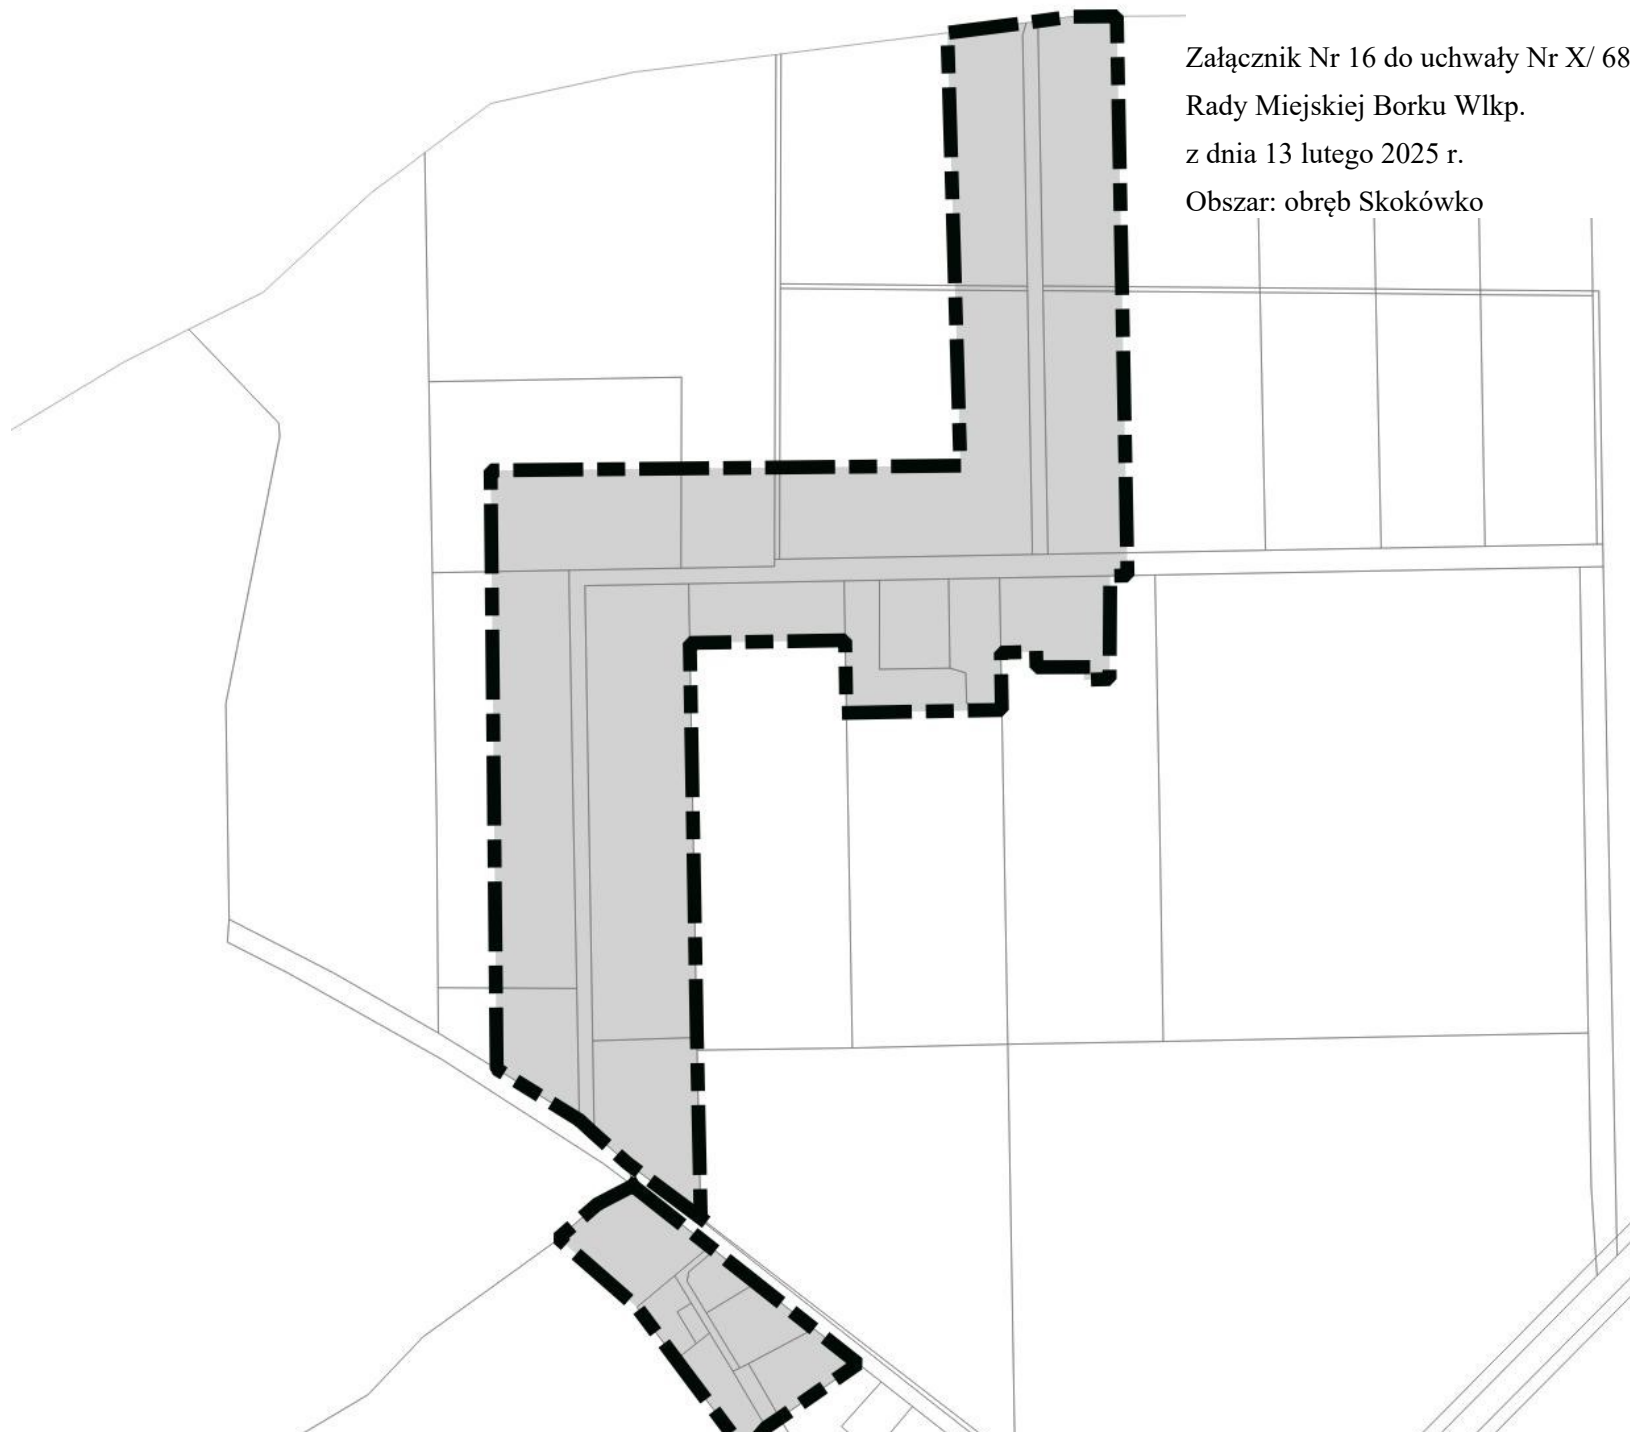 Załącznik Nr 16 do uchwały Nr X/ 68
Rady Miejskiej Borku Wlkp.
z dnia 13 lutego 2025 r.
Obszar: obręb Skokówko